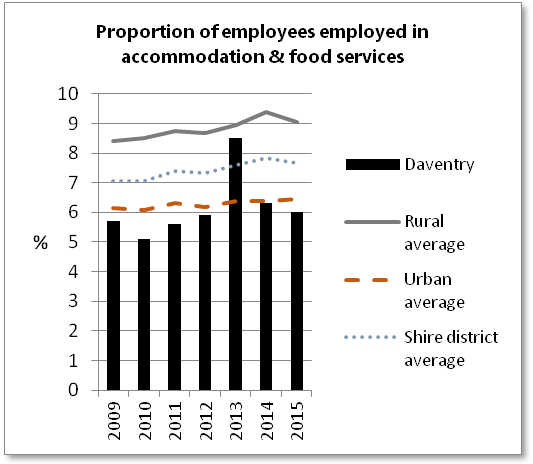 Proportion of employees employed in
accommodation & food services
10
9
8
7
6
5
4
3
2
1
0
%
2009
2010
2011
2012
2013
2014
2015
Daventry
Rural
average
Urban
average
Shire district
average